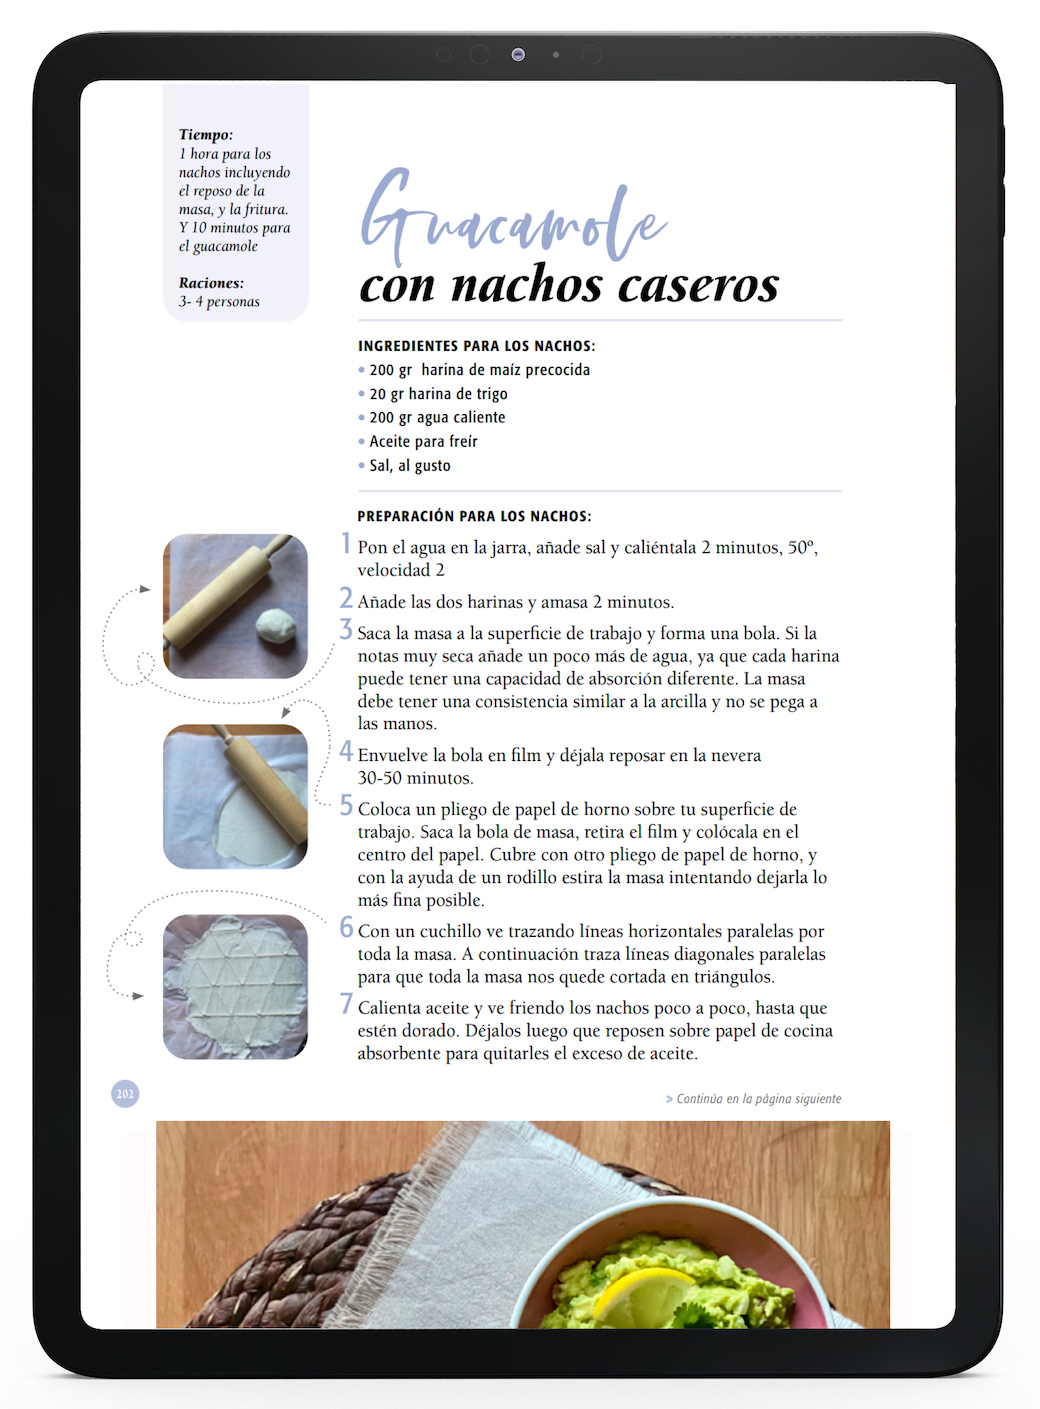 Tiempo:
1 hora para los
nachos incluyendo
el reposo de la
masa, y la fritura.
Y 10 minutos para
el guacamole
Raciones:
3- 4 personas
Guacamole
con nachos caseros
INGREDIENTES PARA LOS NACHOS:
• 200 gr  harina de maíz precocida
• 20 gr harina de trigo
• 200 gr agua caliente
• Aceite para freír
• Sal, al gusto
PREPARACIÓN PARA LOS NACHOS:
1 Pon el agua en la jarra, añade sal y caliéntala 2 minutos, 50º,
velocidad 2
2 Añade las dos harinas y amasa 2 minutos.
3 Saca la masa a la superficie de trabajo y forma una bola. Si la
notas muy seca añade un poco más de agua, ya que cada harina
puede tener una capacidad de absorción diferente. La masa
debe tener una consistencia similar a la arcilla y no se pega a
las manos.
4 Envuelve la bola en film y déjala reposar en la nevera
30-50 minutos.
5 Coloca un pliego de papel de horno sobre tu superficie de
trabajo. Saca la bola de masa, retira el film y colócala en el
centro del papel. Cubre con otro pliego de papel de horno, y
con la ayuda de un rodillo estira la masa intentando dejarla lo
más fina posible.
6 Con un cuchillo ve trazando líneas horizontales paralelas por
toda la masa. A continuación traza líneas diagonales paralelas
para que toda la masa nos quede cortada en triángulos.
7 Calienta aceite y ve friendo los nachos poco a poco, hasta que
estén dorado. Déjalos luego que reposen sobre papel de cocina
absorbente para quitarles el exceso de aceite.
202
> Continúa en la página siguiente